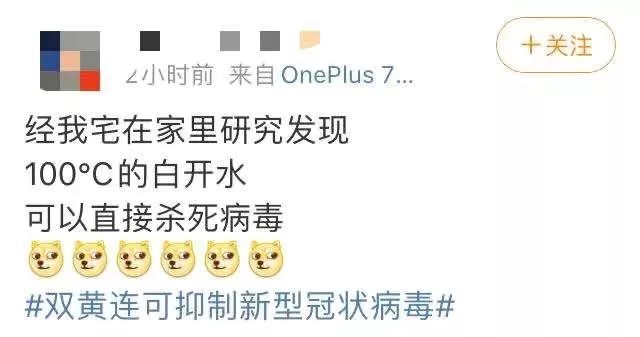 2小时前 来自 OnePlus 7...
+关注
经我宅在家里研究发现
100℃的白开水
可以直接杀死病毒
#双黄连可抑制新型冠状病毒#